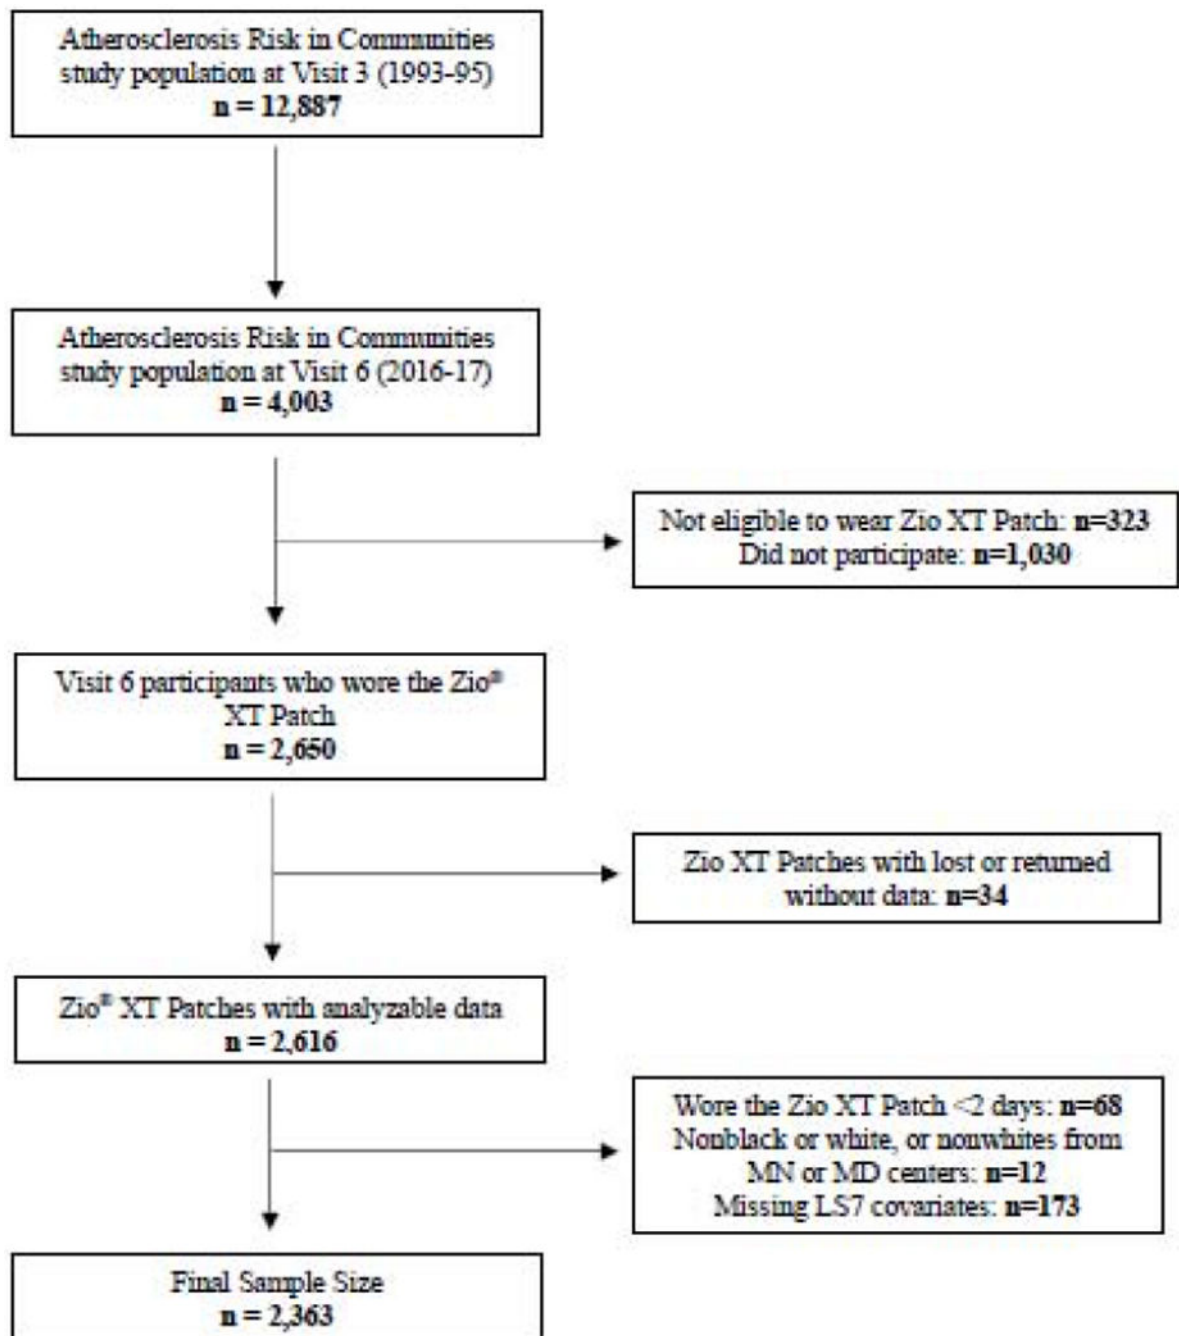 Atherosclerosis Risk in Communities
study population at Visit 3 (1993-95)
n = 12,887
Atherosclerosis Risk in Communities
study population at Visit 6 (2016-17)
n = 4,003
Not eligible to wear Zio XT Patch: n=323
Did not participate: n=1,030
Visit 6 participants who wore the Zio®
XT Patch
n = 2,650
Zio XT Patches with lost or returned
without data: n=34
Zio® XT Patches with analyzable data
n = 2,616
Wore the Zio XT Patch <2 days: n=68
Nonblack or white, or nonwhites from
MN or MD centers: n=12
Missing LS7 covariates: n=173
Final Sample Size
n = 2,363